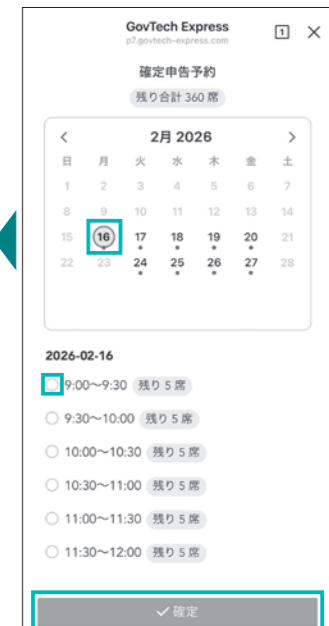 GovTech Express
p7.govtech-express.com
1
確定申告予約
残り合計 360 席
2月 2026
日 月 火 水 木 金 土
1 2 3 4 5 6 7
8 9 10 11 12 13 14
15 16 17 18 19 20 21
22 23 24 25 26 27 28
2026-02-16
9:00〜9:30 残り 5 席
9:30〜10:00 残り 5 席
10:00〜10:30 残り 5 席
10:30〜11:00 残り 5 席
11:00〜11:30 残り 5 席
11:30〜12:00 残り 5 席
✓ 確定